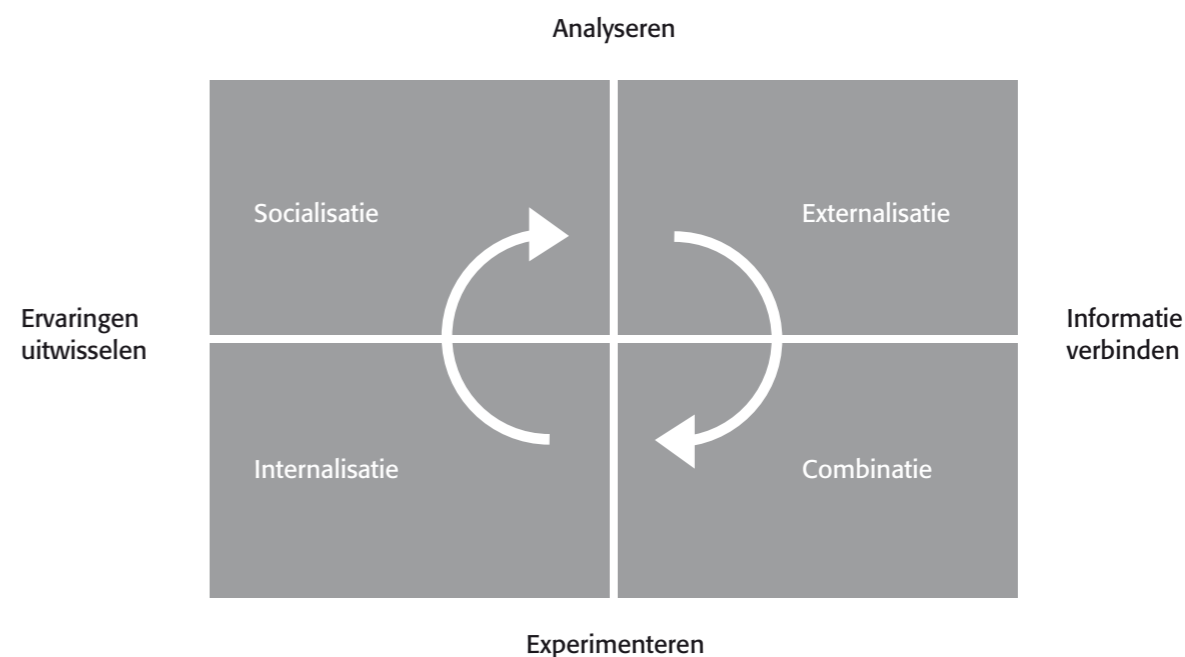 Analyseren
Socialisatie
Externalisatie
Ervaringen
uitwisselen
Informatie
verbinden
Internalisatie
Combinatie
Experimenteren